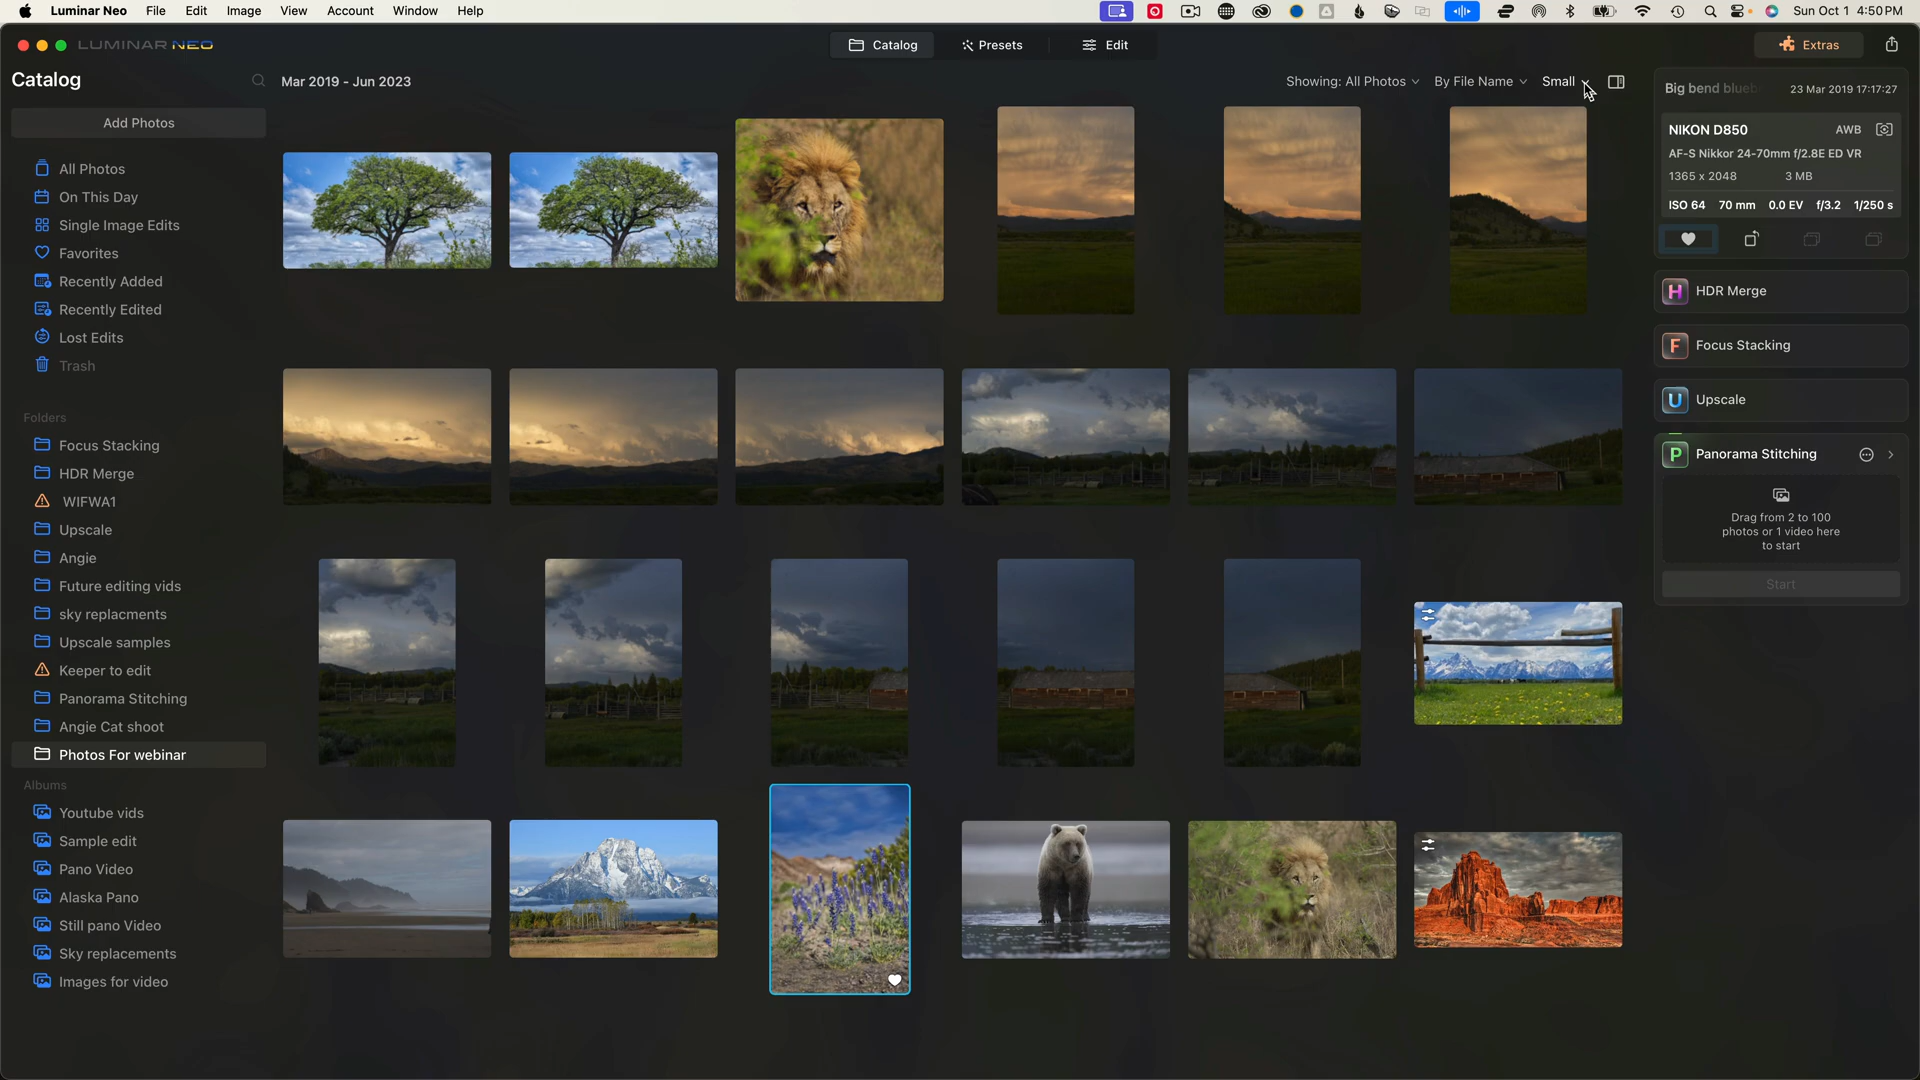 Luminar Neo File Edit Image View Account Window Help
Sun Oct 1 4:50 PM
LUMINAR NEO
Catalog Presets Edit
Extras
Catalog
Mar 2019 - Jun 2023
Showing: All Photos By File Name Small
Add Photos
All Photos
On This Day
Single Image Edits
Favorites
Recently Added
Recently Edited
Lost Edits
Trash
Folders
Focus Stacking
HDR Merge
WIFWA1
Upscale
Angie
Future editing vids
sky replacments
Upscale samples
Keeper to edit
Panorama Stitching
Angie Cat shoot
Photos For webinar
Albums
Youtube vids
Sample edit
Pano Video
Alaska Pano
Still pano Video
Sky replacements
Images for video
Big bend blueb 23 Mar 2019 17:17:27
NIKON D850 AWB
AF-S Nikkor 24-70mm f/2.8E ED VR
1365 x 2048 3 MB
ISO 64 70 mm 0.0 EV f/3.2 1/250 s
H HDR Merge
F Focus Stacking
U Upscale
P Panorama Stitching
Drag from 2 to 100
photos or 1 video here
to start
Start